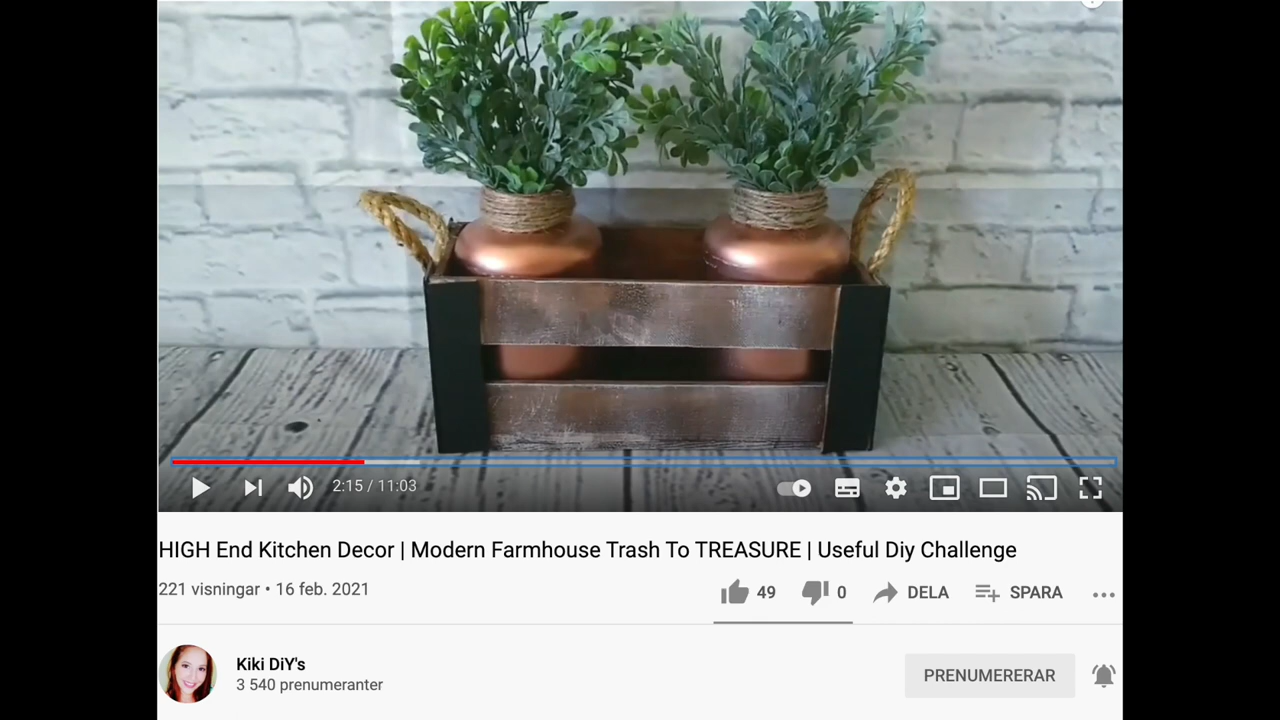 2:15 / 11:03
HIGH End Kitchen Decor | Modern Farmhouse Trash To TREASURE | Useful Diy Challenge
221 visningar • 16 feb. 2021
49
0
DELA
SPARA
Kiki DiY's
3 540 prenumeranter
PRENUMERERAR